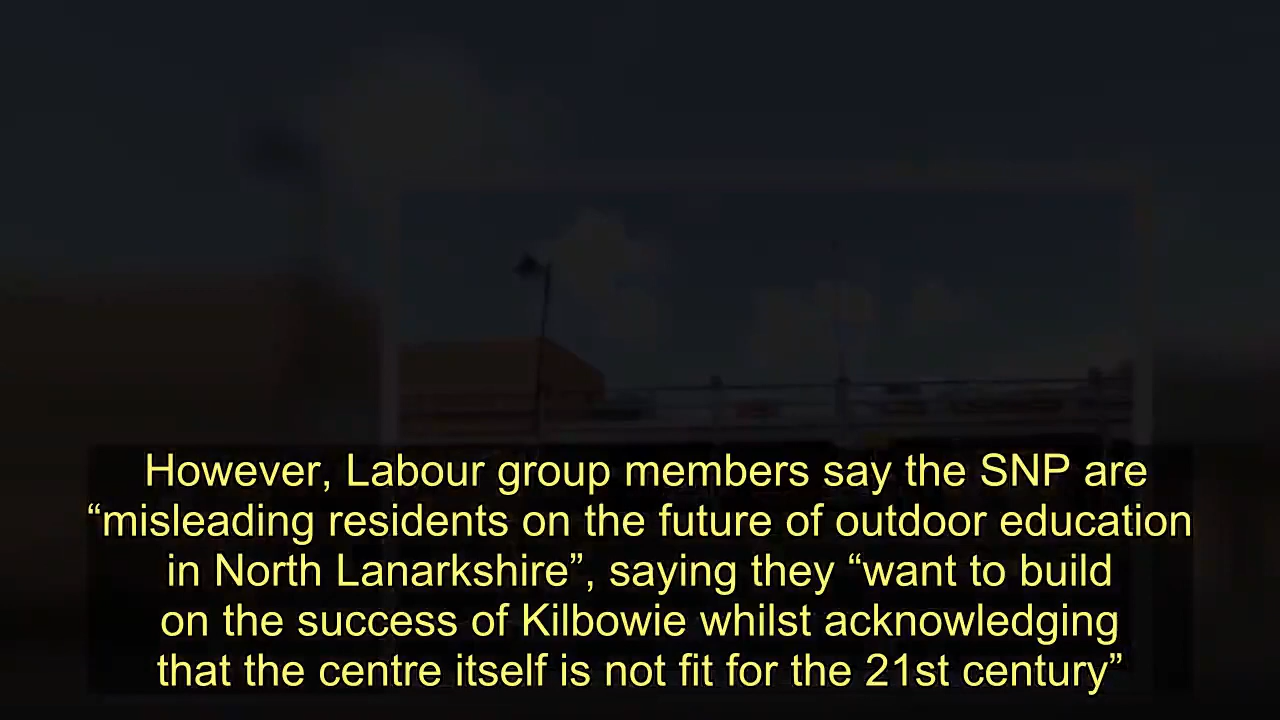 However, Labour group members say the SNP are
“misleading residents on the future of outdoor education
in North Lanarkshire”, saying they “want to build
on the success of Kilbowie whilst acknowledging
that the centre itself is not fit for the 21st century”